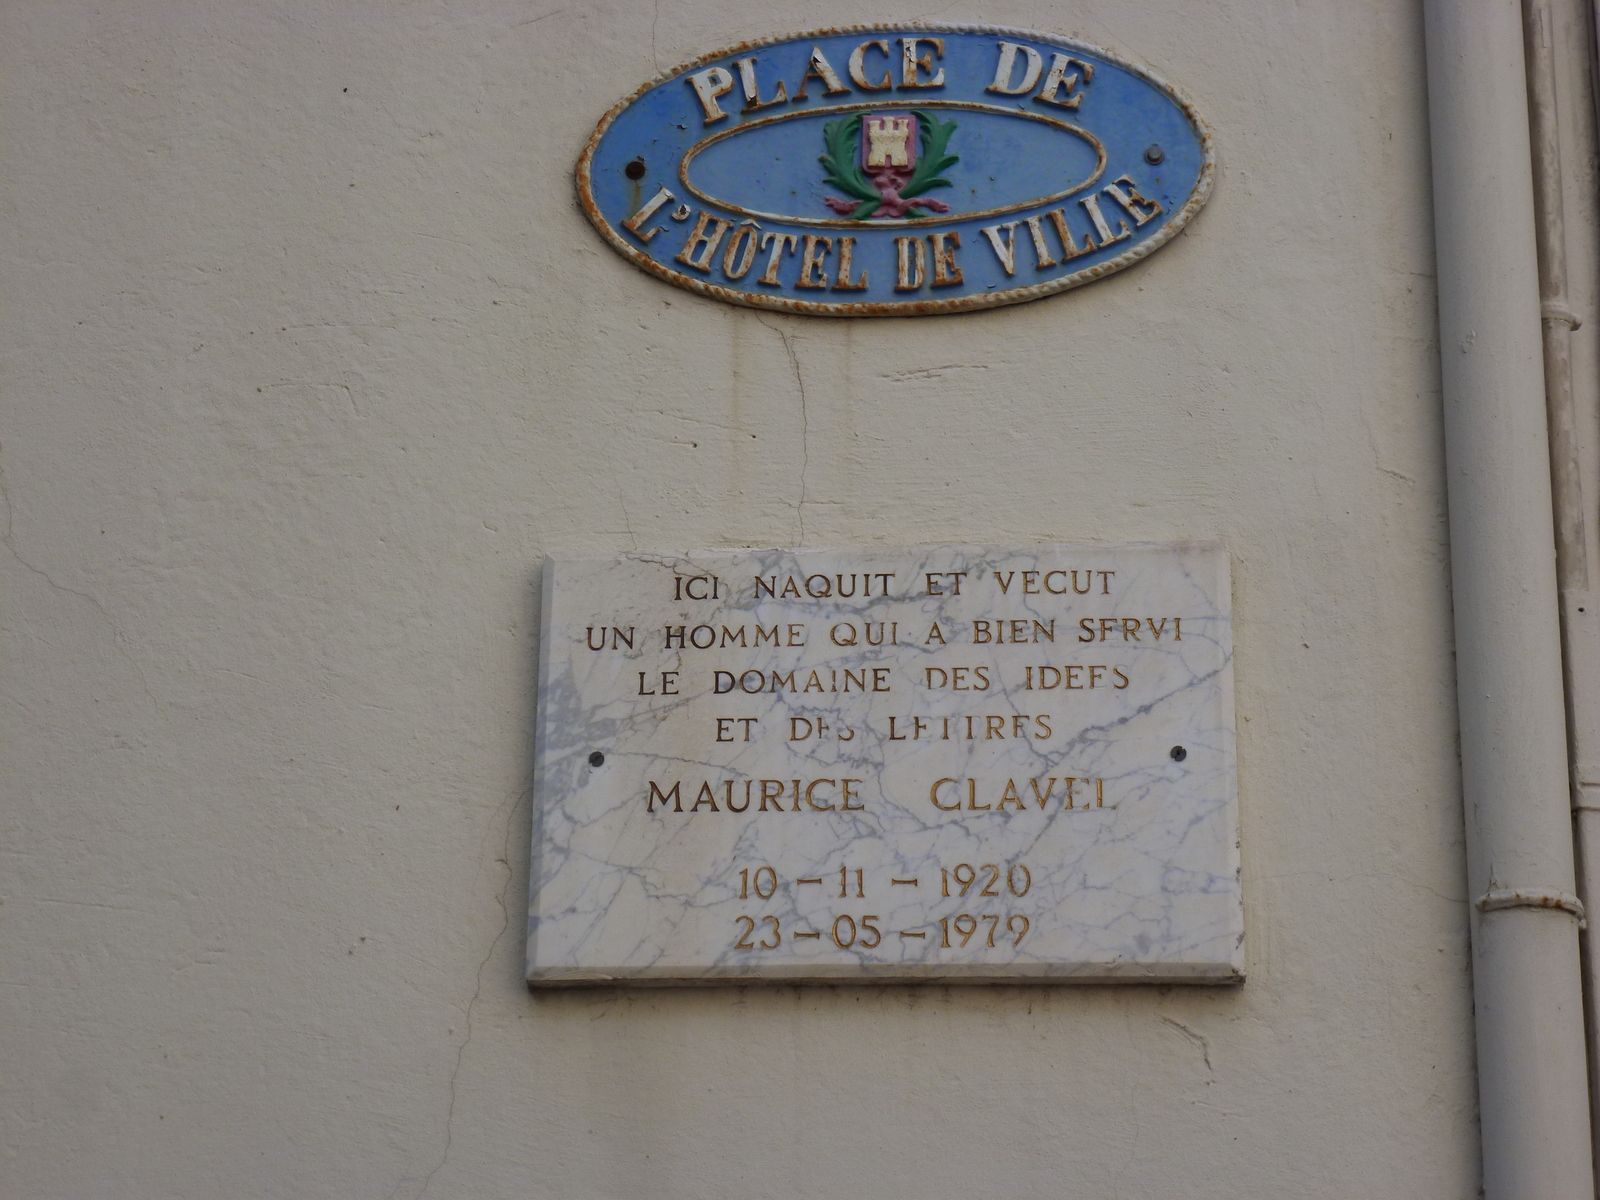 PLACE DE
L'HÔTEL DE VILLE
ICI NAQUIT ET VECUT
UN HOMME QUI A BIEN SERVI
LE DOMAINE DES IDEES
ET DES LETTRES
MAURICE CLAVEL
10 - 11 - 1920
23 - 05 - 1979